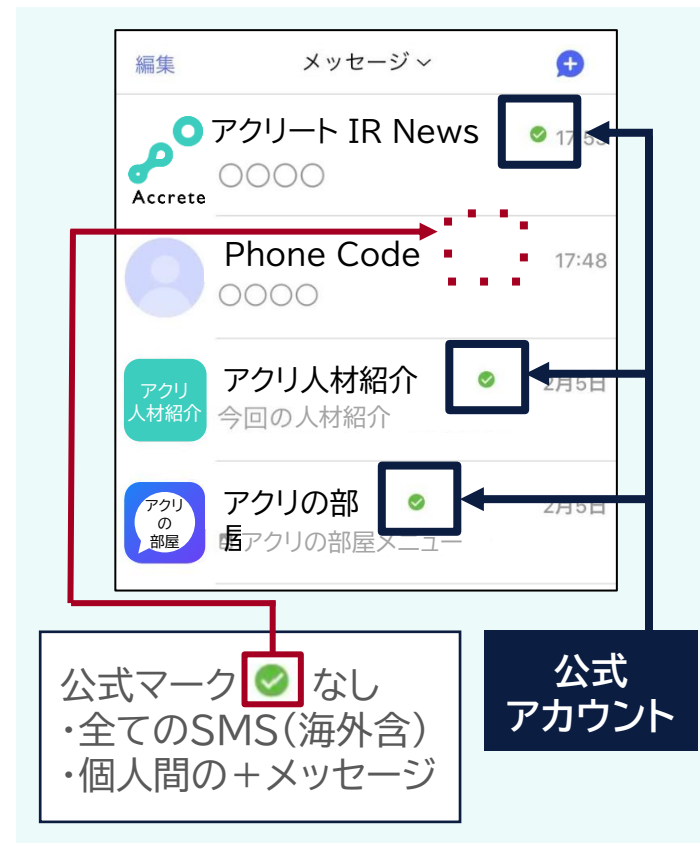 編集
メッセージ
アクリート IR News
17:53
○○○○
Accrete
Phone Code
17:48
○○○○
アクリ
人材紹介
アクリ人材紹介
2月5日
今回の人材紹介
アクリ
の
部屋
アクリの部
屋
2月5日
アクリの部屋メニュー
公式マーク なし
・全てのSMS(海外含)
・個人間の+メッセージ
公式
アカウント